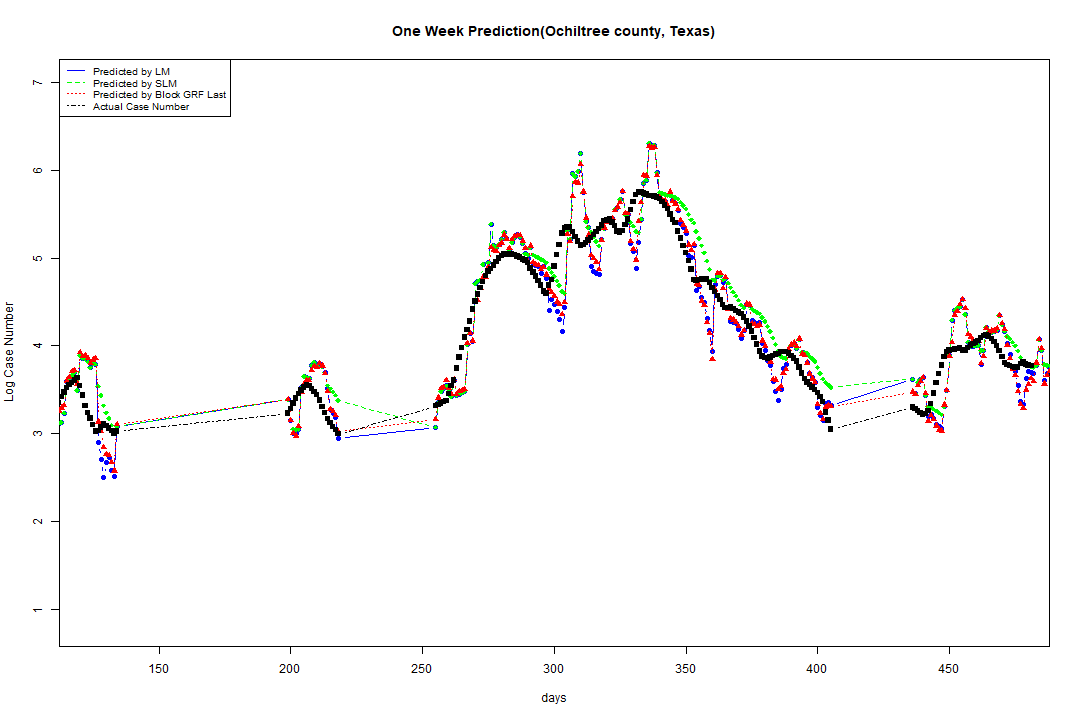 One Week Prediction(Ochiltree county, Texas)
Predicted by LM
Predicted by SLM
Predicted by Block GRF Last
Actual Case Number
7
6
5
4
3
2
1
Log Case Number
150 200 250 300 350 400 450
days